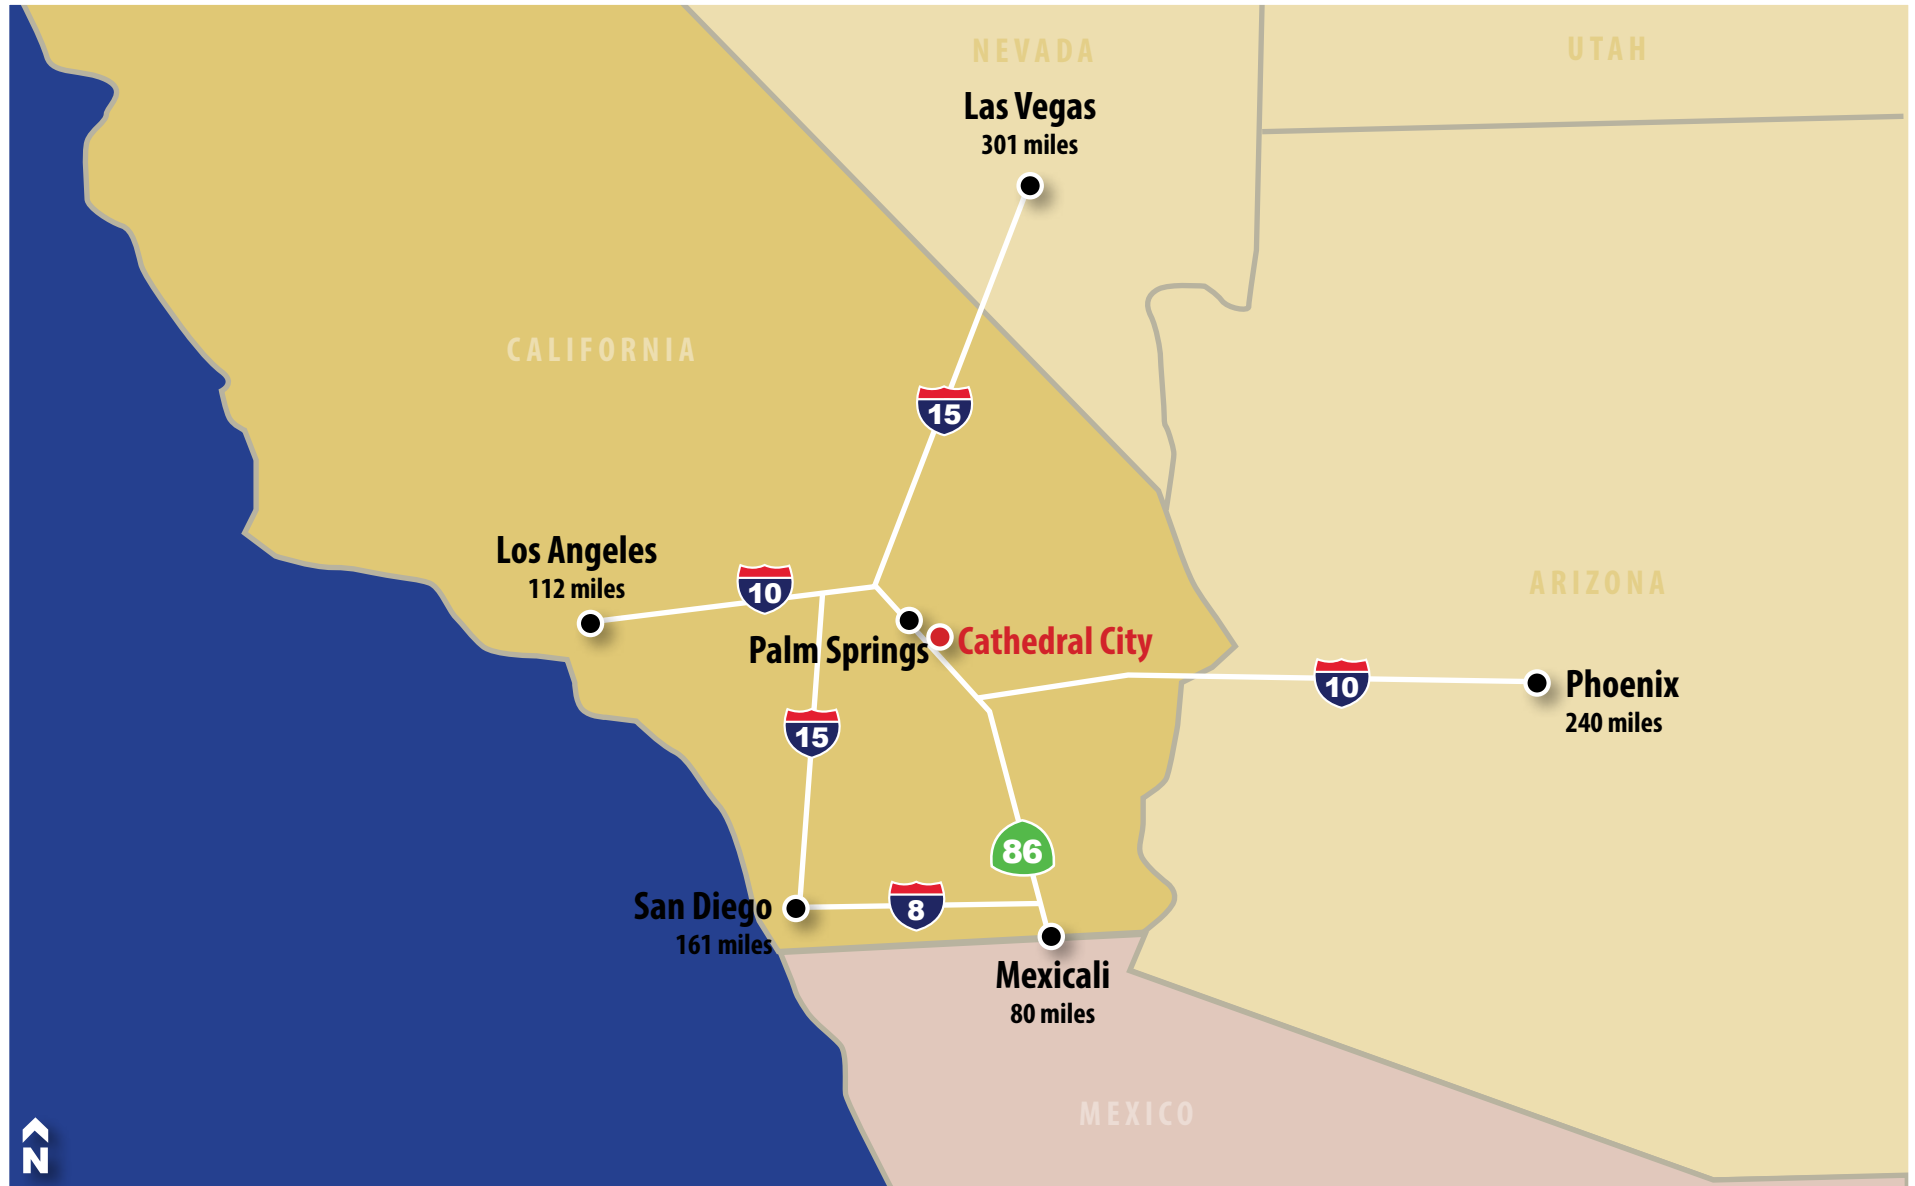 NEVADA
UTAH
Las Vegas
301 miles
CALIFORNIA
15
Los Angeles
112 miles
10
ARIZONA
Palm Springs
Cathedral City
10
Phoenix
240 miles
15
86
San Diego
161 miles
8
Mexicali
80 miles
MEXICO
N